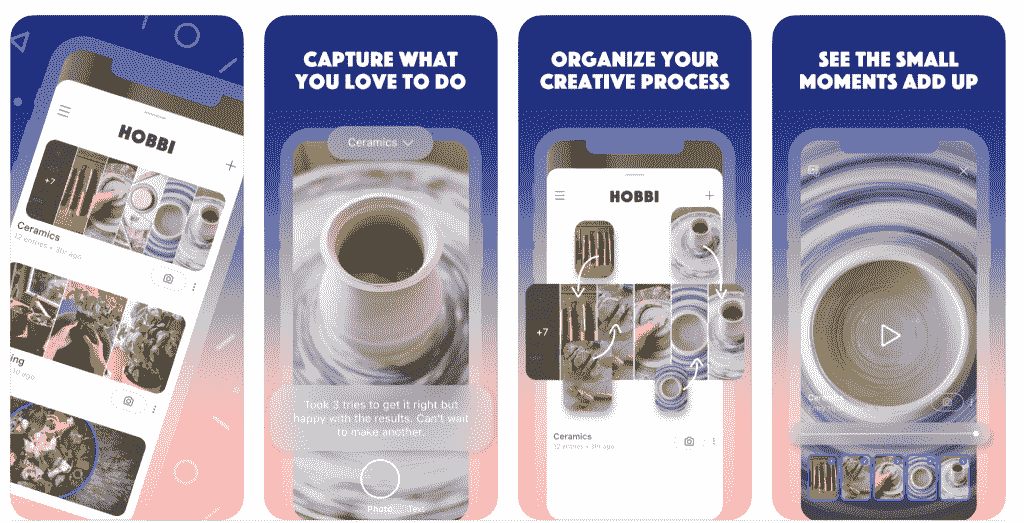 HOBBI
+7
Ceramics
12 entries • 3hr ago
ing
CAPTURE WHAT
YOU LOVE TO DO
Ceramics
Took 3 tries to get it right but
happy with the results. Can't wait
to make another.
Photo Text
ORGANIZE YOUR
CREATIVE PROCESS
HOBBI
+7
Ceramics
12 entries • 3hr ago
SEE THE SMALL
MOMENTS ADD UP